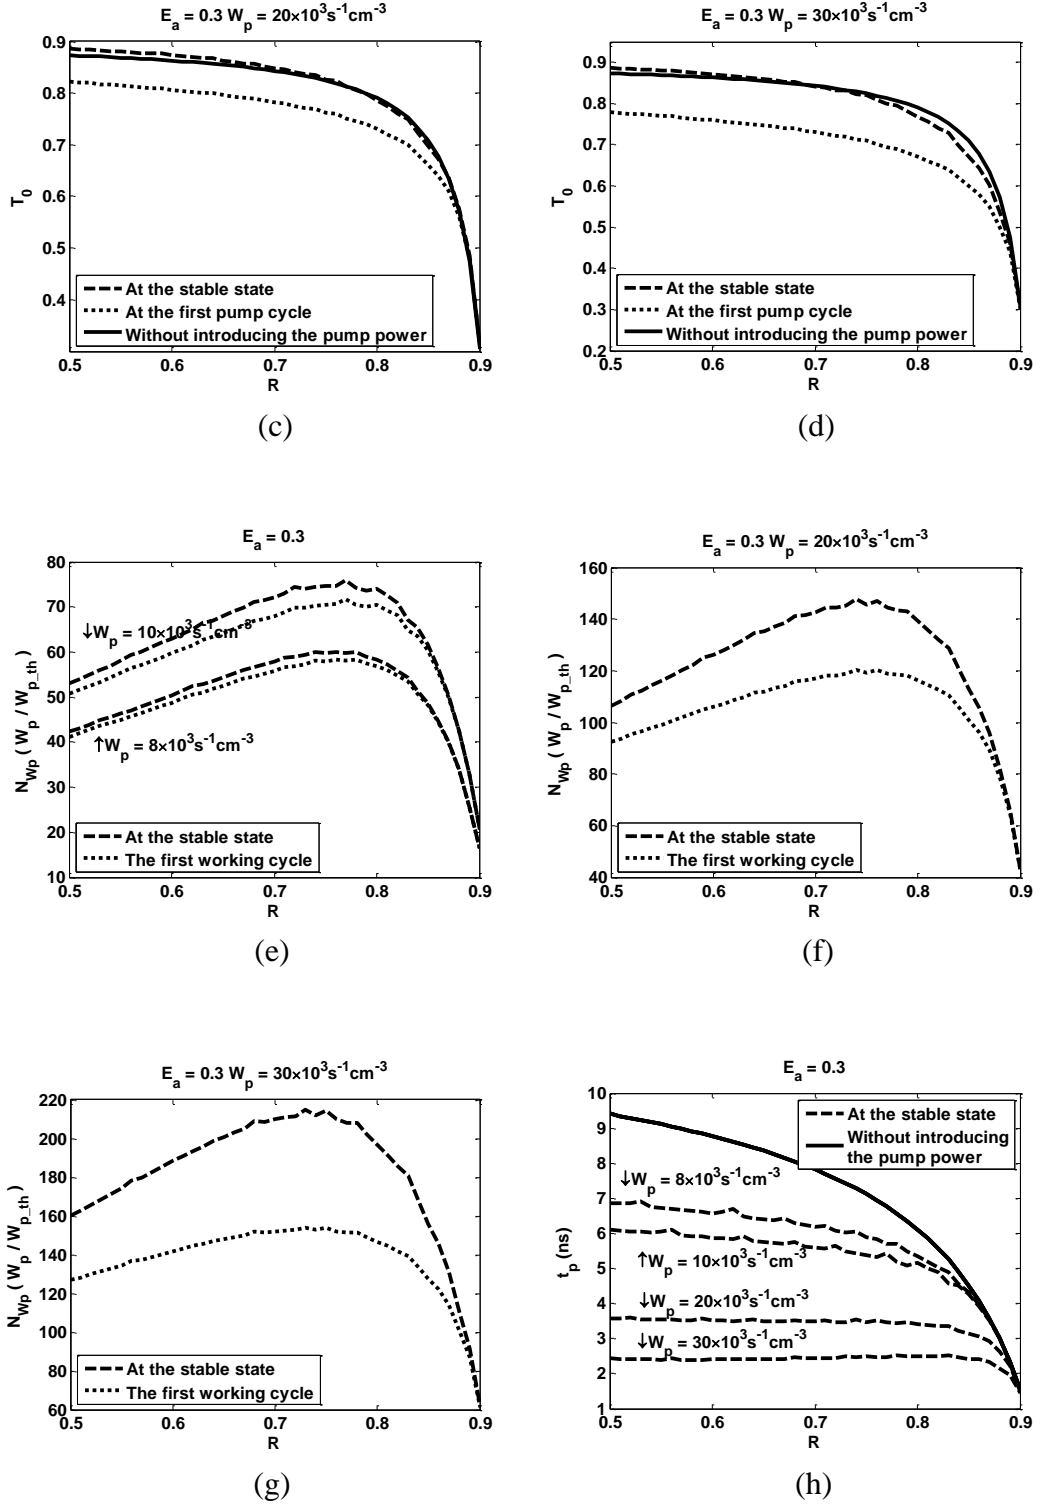 E_a = 0.3 W_p = 20×10^3s^-1cm^-3
0.9
0.8
0.7
0.6
0.5
0.4
T_0
At the stable state
At the first pump cycle
Without introducing the pump power
0.5 0.6 0.7 0.8 0.9
R
(c)
E_a = 0.3 W_p = 30×10^3s^-1cm^-3
0.9
0.8
0.7
0.6
0.5
0.4
0.3
0.2
T_0
At the stable state
At the first pump cycle
Without introducing the pump power
0.5 0.6 0.7 0.8 0.9
R
(d)
E_a = 0.3
80
70
60
50
40
30
20
10
N_Wp ( W_p / W_p_th )
↓W_p = 10×10^3s^-1cm^-3
↑W_p = 8×10^3s^-1cm^-3
At the stable state
The first working cycle
0.5 0.6 0.7 0.8 0.9
R
(e)
E_a = 0.3 W_p = 20×10^3s^-1cm^-3
160
140
120
100
80
60
40
N_Wp ( W_p / W_p_th )
At the stable state
The first working cycle
0.5 0.6 0.7 0.8 0.9
R
(f)
E_a = 0.3 W_p = 30×10^3s^-1cm^-3
220
200
180
160
140
120
100
80
60
N_Wp ( W_p / W_p_th )
At the stable state
The first working cycle
0.5 0.6 0.7 0.8 0.9
R
(g)
E_a = 0.3
10
9
8
7
6
5
4
3
2
1
t_p (ns)
At the stable state
Without introducing
the pump power
↓W_p = 8×10^3s^-1cm^-3
↑W_p = 10×10^3s^-1cm^-3
↓W_p = 20×10^3s^-1cm^-3
↓W_p = 30×10^3s^-1cm^-3
0.5 0.6 0.7 0.8 0.9
R
(h)